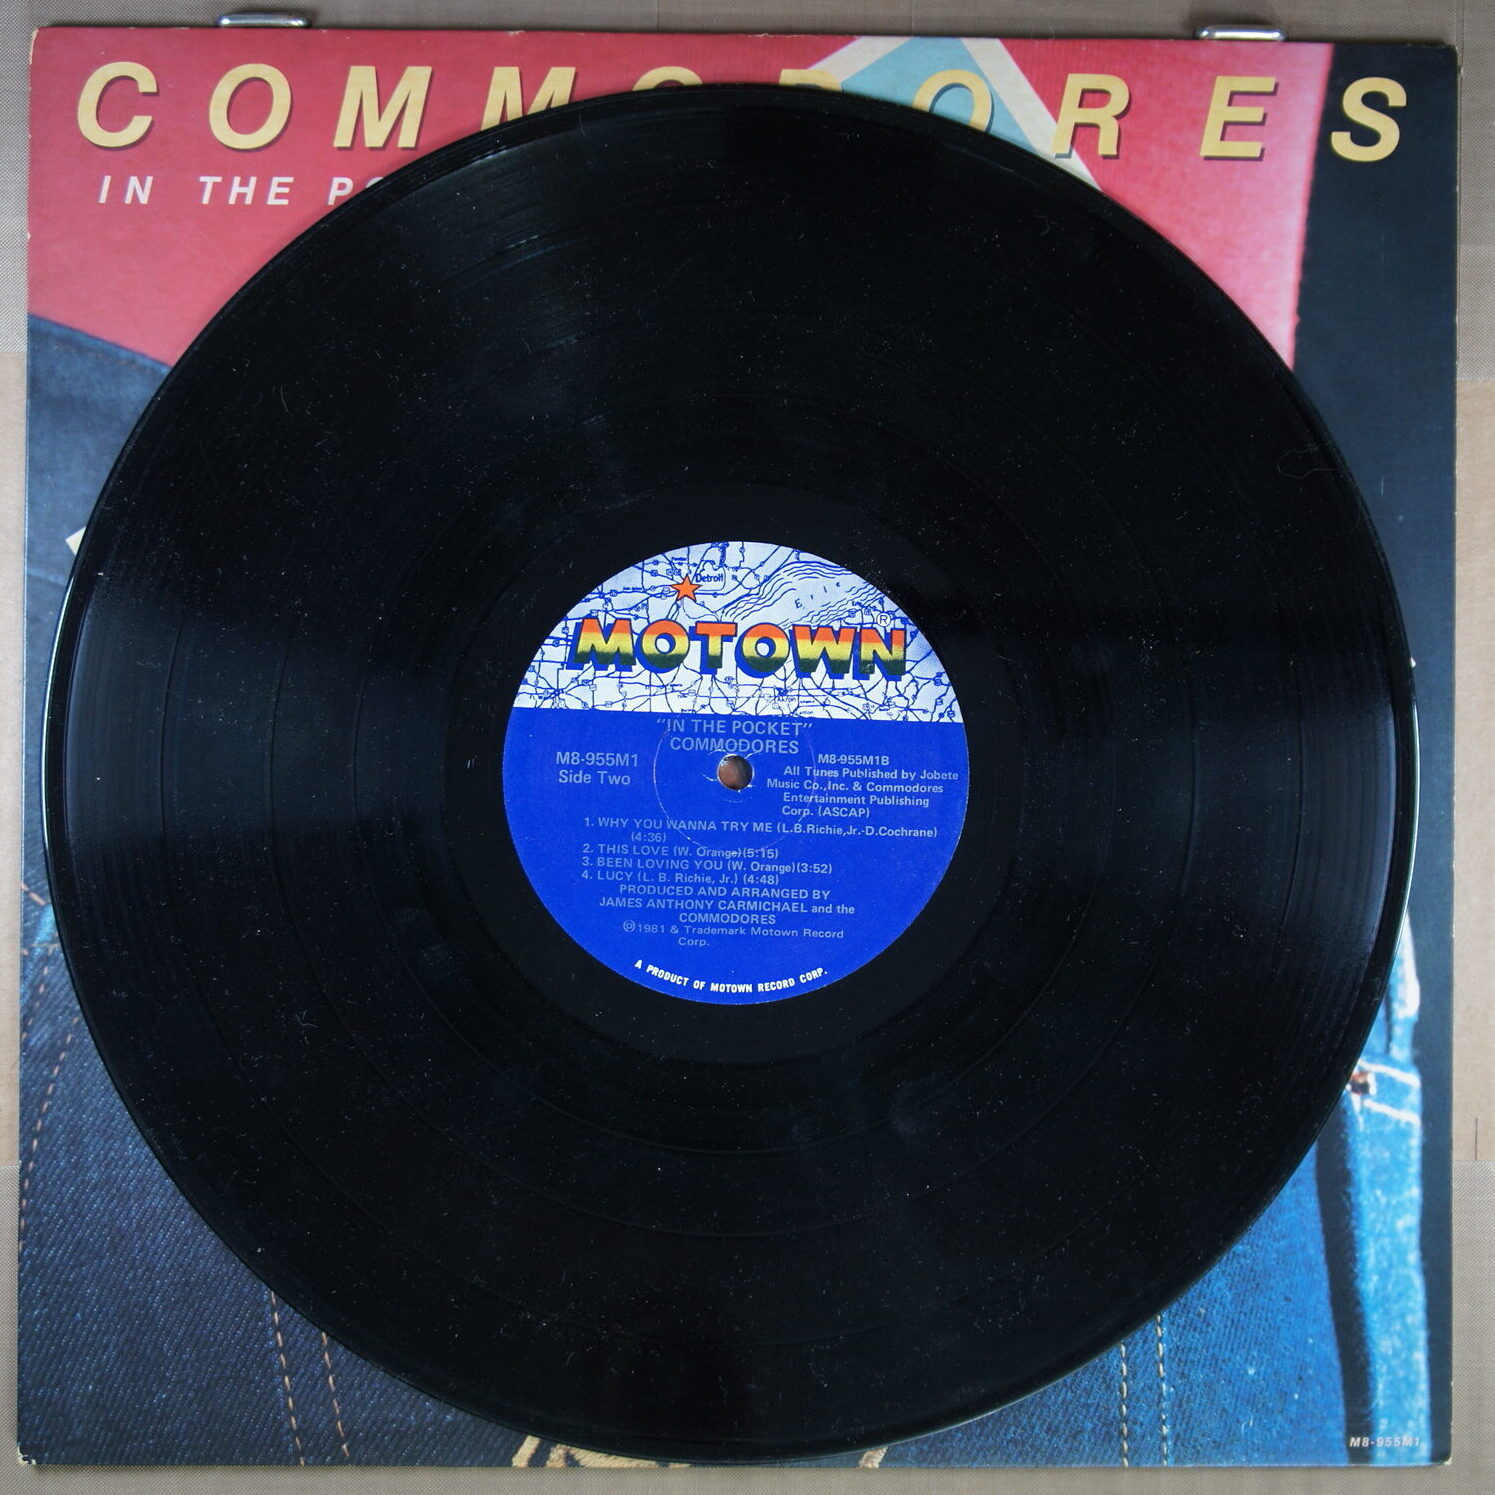 COMMODORES
IN THE PO
Detroit
Erie
MOTOWN®
Akron
"IN THE POCKET"
COMMODORES
M8-955M1
Side Two
M8-955M1B
All Tunes Published by Jobete
Music Co.,Inc. & Commodores
Entertainment Publishing
Corp. (ASCAP)
1. WHY YOU WANNA TRY ME (L.B.Richie,Jr.-D.Cochrane)
(4:36)
2. THIS LOVE (W. Orange)(5:15)
3. BEEN LOVING YOU (W. Orange)(3:52)
4. LUCY (L. B. Richie, Jr.) (4:48)
PRODUCED AND ARRANGED BY
JAMES ANTHONY CARMICHAEL and the
COMMODORES
℗1981 & Trademark Motown Record
Corp.
A PRODUCT OF MOTOWN RECORD CORP.
M8-955M1